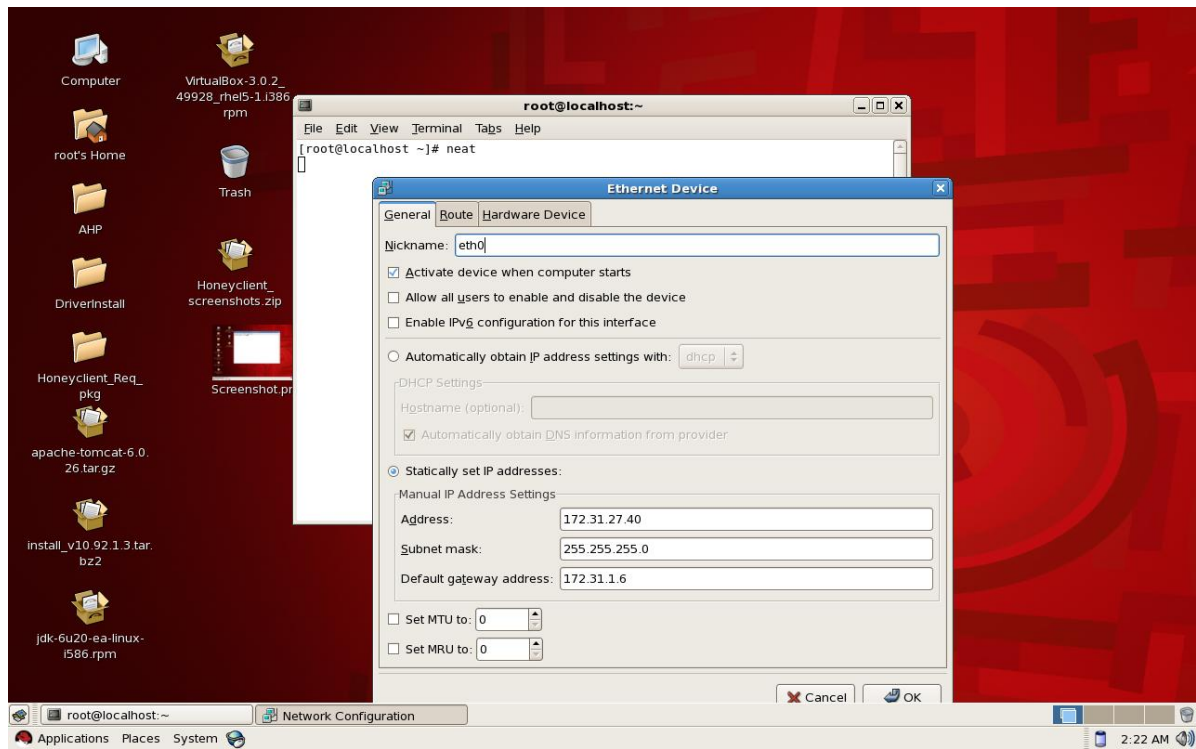 Computer
root's Home
AHP
DriverInstall
Honeyclient_Req_
pkg
apache-tomcat-6.0.
26.tar.gz
install_v10.92.1.3.tar.
bz2
jdk-6u20-ea-linux-
i586.rpm
VirtualBox-3.0.2_
49928_rhel5-1.i386.
rpm
Trash
Honeyclient_
screenshots.zip
Screenshot.pn
root@localhost:~
File Edit View Terminal Tabs Help
[root@localhost ~]# neat
Ethernet Device
General Route Hardware Device
Nickname: eth0
Activate device when computer starts
Allow all users to enable and disable the device
Enable IPv6 configuration for this interface
Automatically obtain IP address settings with: dhcp
DHCP Settings
Hostname (optional):
Automatically obtain DNS information from provider
Statically set IP addresses:
Manual IP Address Settings
Address: 172.31.27.40
Subnet mask: 255.255.255.0
Default gateway address: 172.31.1.6
Set MTU to: 0
Set MRU to: 0
Cancel OK
root@localhost:~ Network Configuration
Applications Places System 2:22 AM